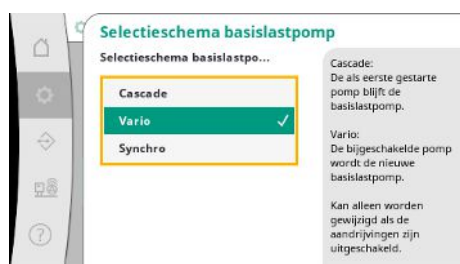 Selectieschema basislastpomp
Selectieschema basislastpo...
Cascade
Vario
Synchro
Cascade:
De als eerste gestarte
pomp blijft de
basislastpomp.
Vario:
De bijgeschakelde pomp
wordt de nieuwe
basislastpomp.
Kan alleen worden
gewijzigd als de
aandrijvingen zijn
uitgeschakeld.